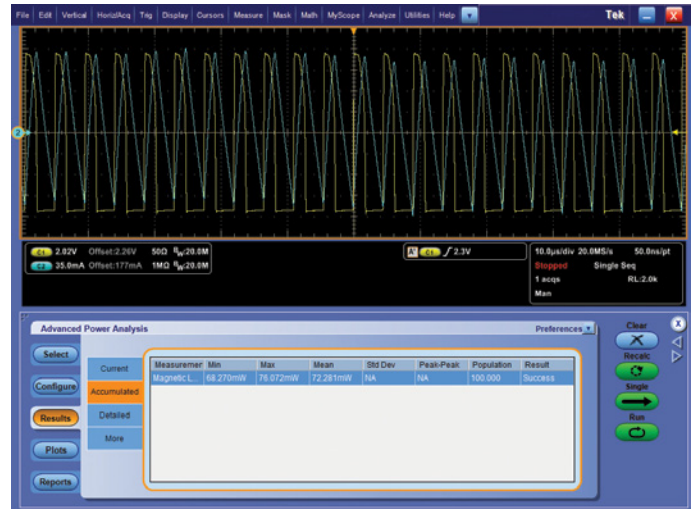 File Edit Vertical Horiz/Acq Trig Display Cursors Measure Mask Math MyScope Analyze Utilities Help Tek X
2
C1 2.02V Offset:2.26V 50Ω BW:20.0M
C2 35.0mA Offset:177mA 1MΩ BW:20.0M
A' C1 2.3V
10.0µs/div 20.0MS/s 50.0ns/pt
Stopped Single Seq
1 acqs RL:2.0k
Man
Advanced Power Analysis Preferences
Clear
X
Select
Configure
Results
Plots
Reports
Current
Accumulated
Detailed
More
Measuremer Min Max Mean Std Dev Peak-Peak Population Result
Magnetic L... 68.270mW 76.072mW 72.281mW NA NA 100.000 Success
Recalc
Single
Run